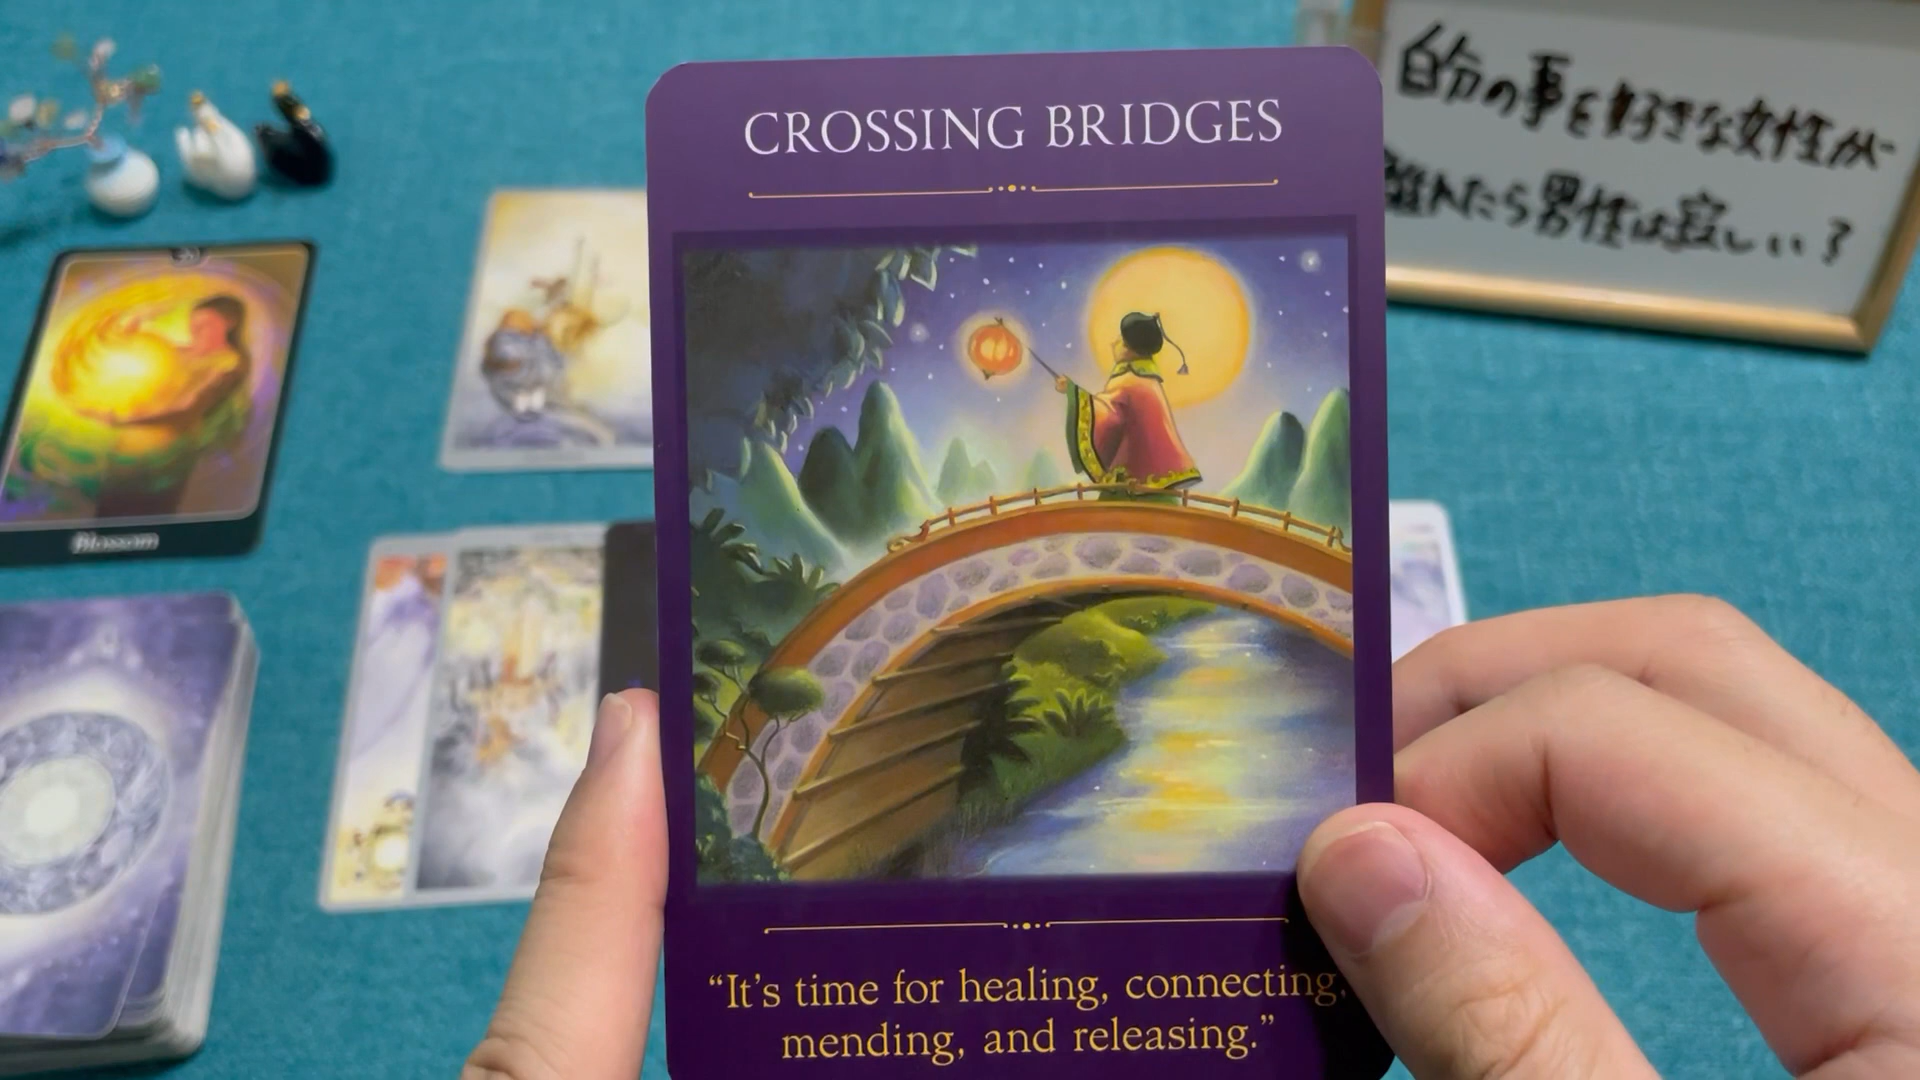 CROSSING BRIDGES
自分の事を好きな女性が
離れたら男性は寂しい？
Blossom
“It’s time for healing, connecting,
mending, and releasing.”